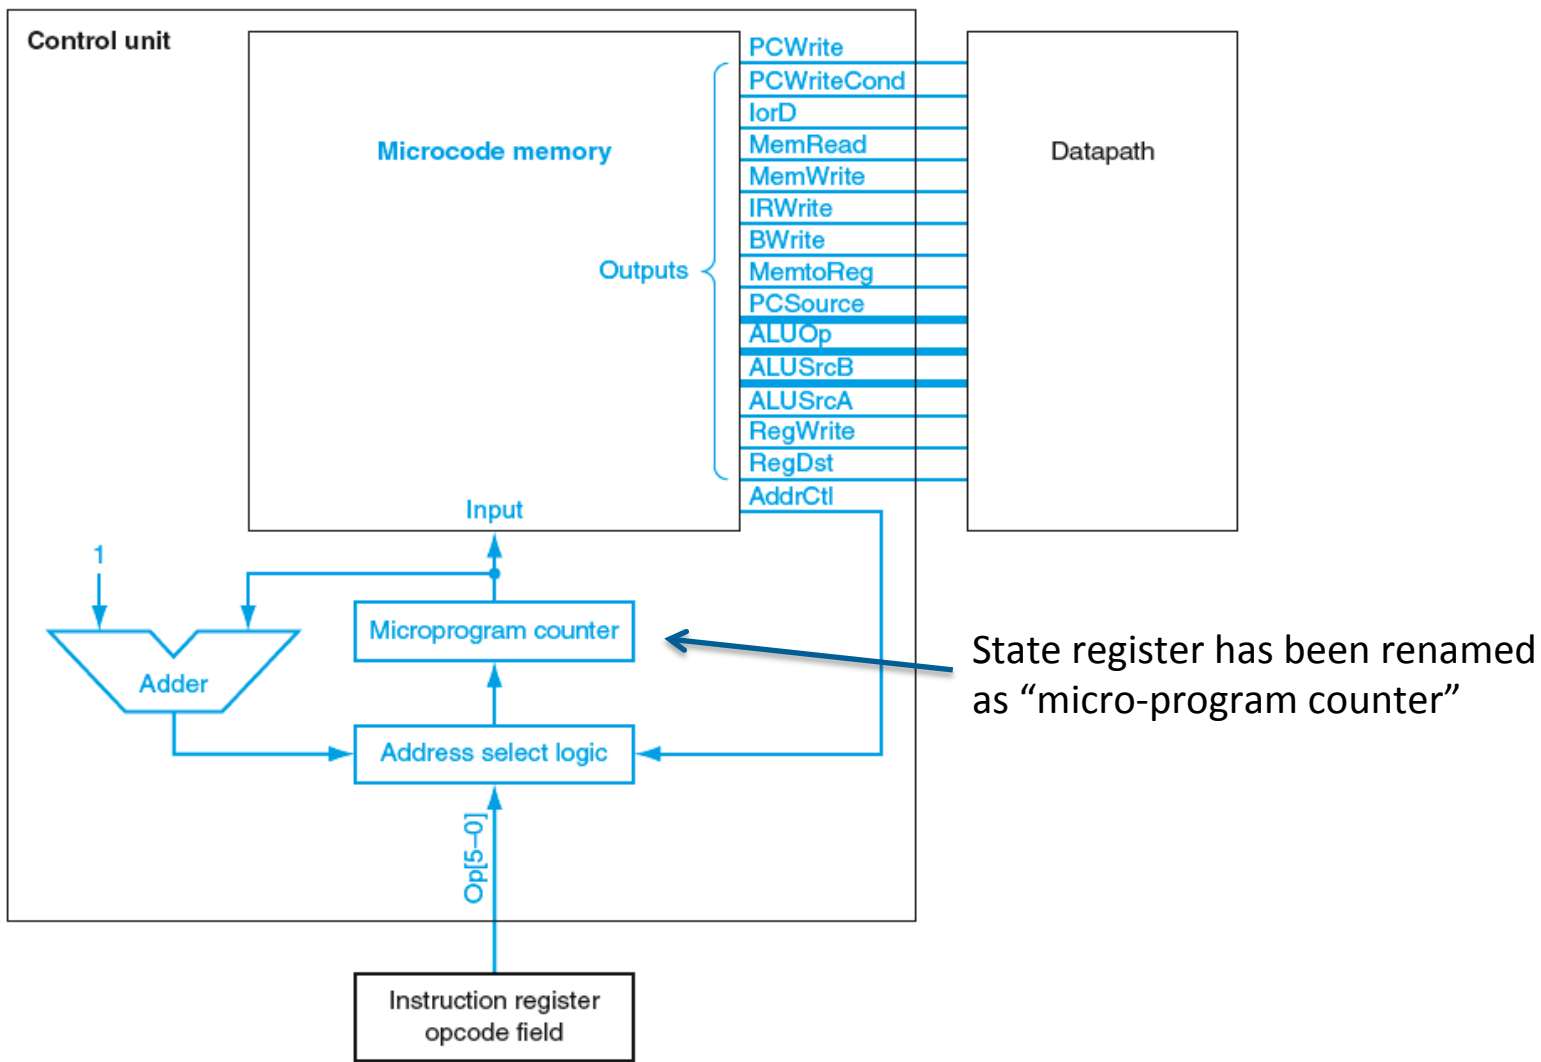 Control unit
Microcode memory
Outputs
PCWrite
PCWriteCond
IorD
MemRead
MemWrite
IRWrite
BWrite
MemtoReg
PCSource
ALUOp
ALUSrcB
ALUSrcA
RegWrite
RegDst
AddrCtl
Datapath
Input
1
Adder
Microprogram counter
Address select logic
Op[5–0]
Instruction register
opcode field
State register has been renamed
as “micro-program counter”